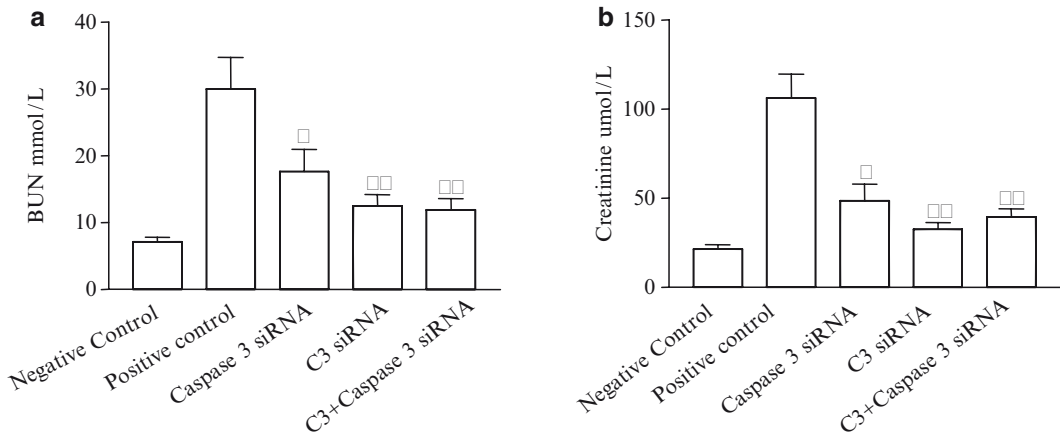 a
BUN mmol/L
40
30
20
10
0
□
□□
□□
Negative Control
Positive control
Caspase 3 siRNA
C3 siRNA
C3+Caspase 3 siRNA
b
Creatinine umol/L
150
100
50
0
□
□□
□□
Negative Control
Positive control
Caspase 3 siRNA
C3 siRNA
C3+Caspase 3 siRNA